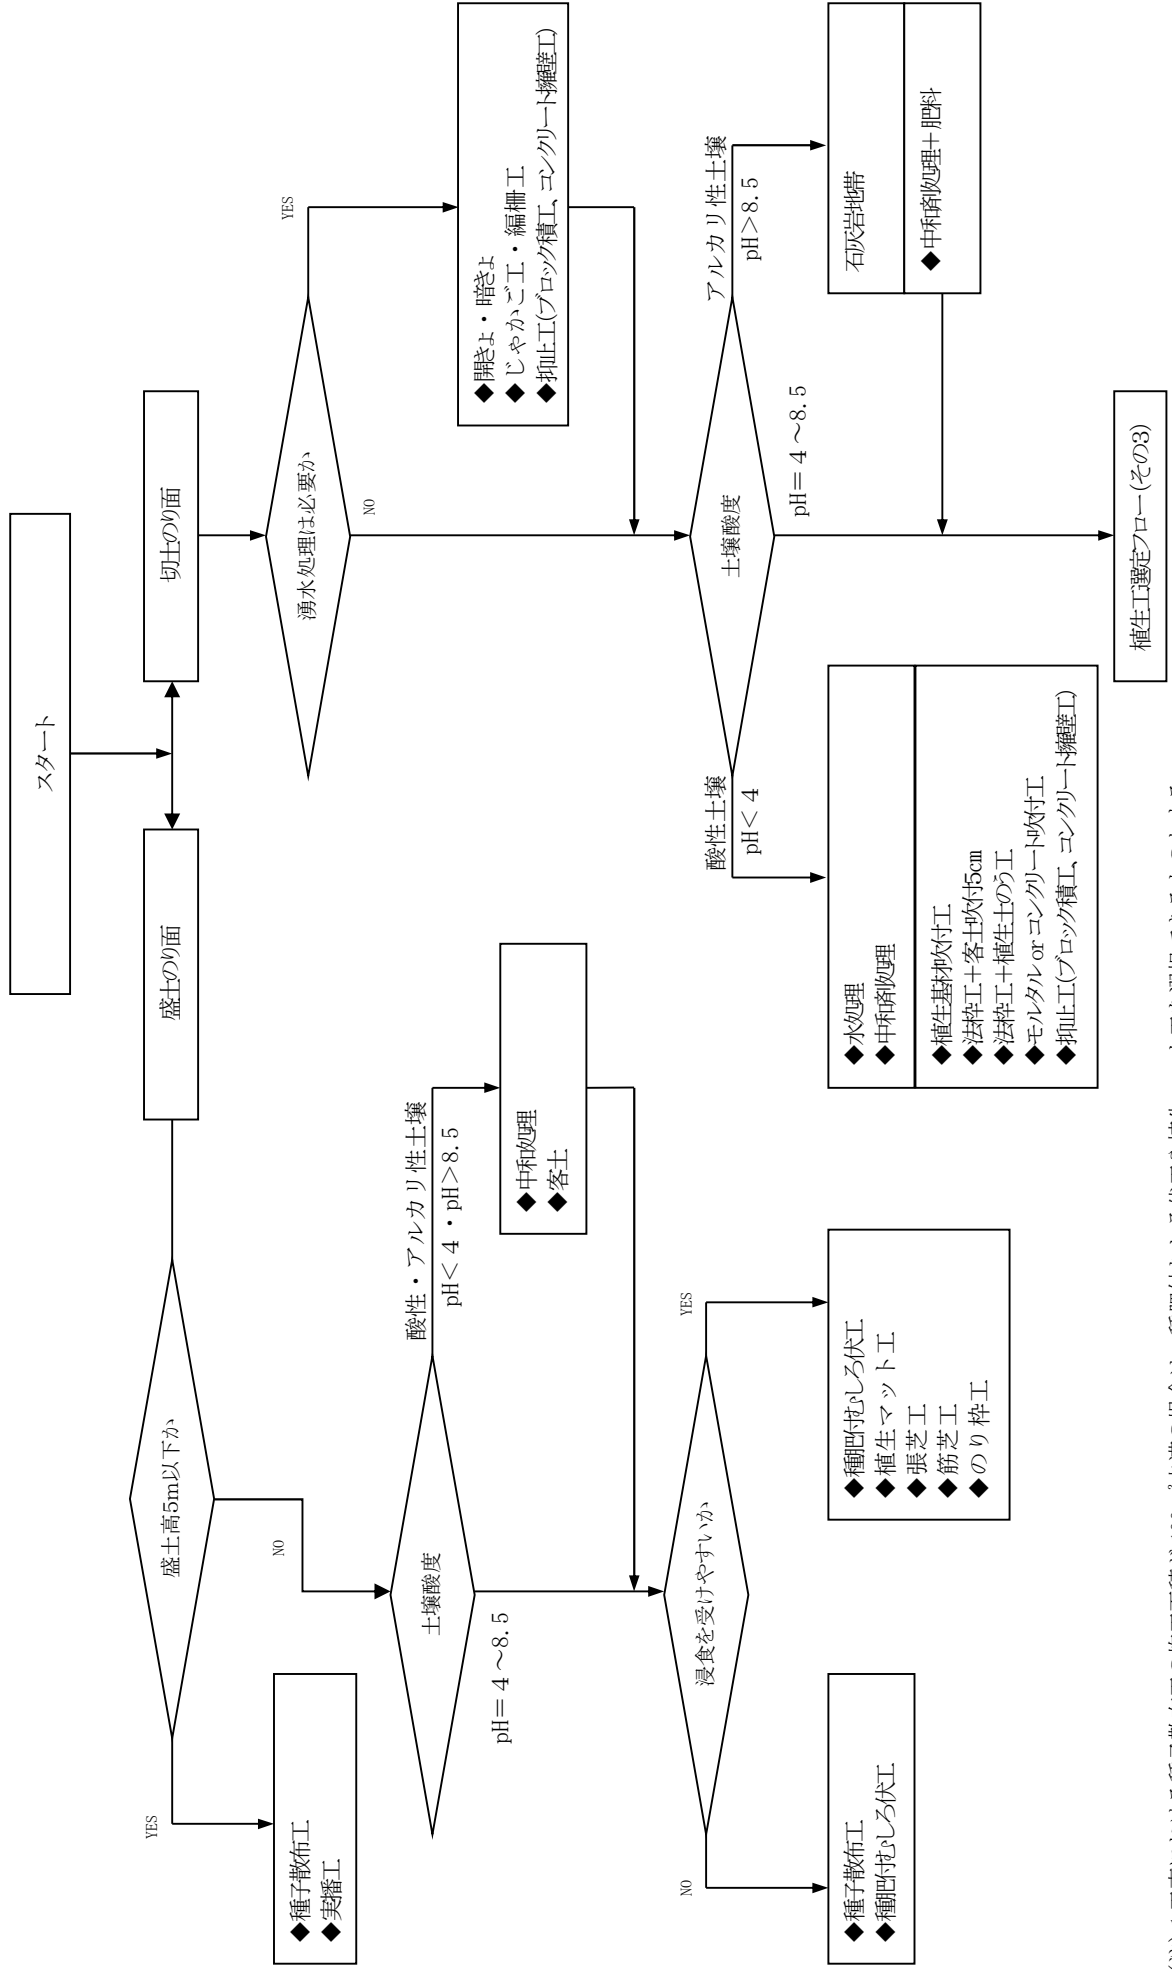 スタート
盛土のり面
切土のり面
盛土高5m以下か
YES
NO
◆種子散布工
◆実播工
土壌酸度
酸性・アルカリ性土壌
pH＜４・pH＞8.5
pH＝４～8.5
◆中和処理
◆客土
浸食を受けやすいか
NO
YES
◆種子散布工
◆種肥付むしろ伏工
◆種肥付むしろ伏工
◆植生マット工
◆張芝工
◆筋芝工
◆のり枠工
湧水処理は必要か
YES
NO
◆開きょ・暗きょ
◆じゃかご工・編柵工
◆抑止工(ブロック積工、コンクリート擁壁工)
土壌酸度
酸性土壌
pH＜４
アルカリ性土壌
pH＞8.5
pH＝４～8.5
◆水処理
◆中和剤処理
◆植生基材吹付工
◆法枠工＋客土吹付5cm
◆法枠工＋植生土のう工
◆モルタルorコンクリート吹付工
◆抑止工(ブロック積工、コンクリート擁壁工)
石灰岩地帯
◆中和剤処理＋肥料
植生工選定フロー(その3)